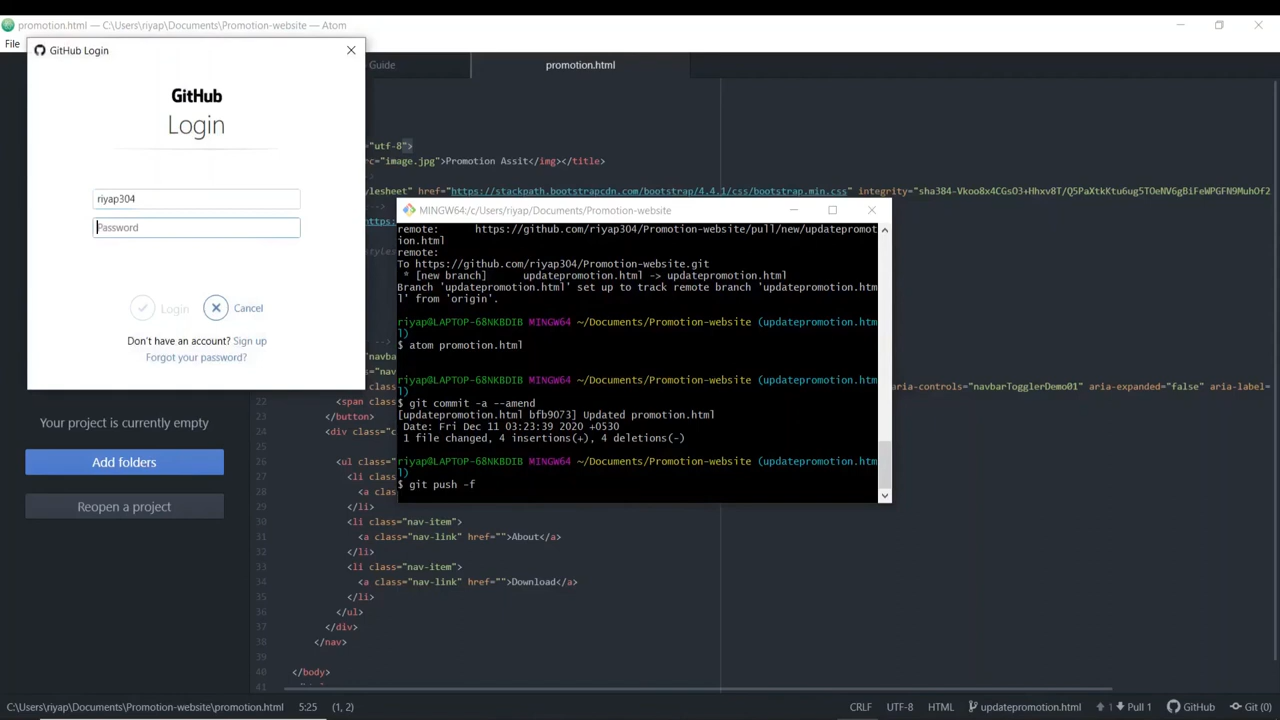 promotion.html — C:\Users\riyap\Documents\Promotion-website — Atom
File
GitHub Login
GitHub
Login
riyap304
Password
Login
Cancel
Don't have an account? Sign up
Forgot your password?
Your project is currently empty
Add folders
Reopen a project
Guide
promotion.html
="utf-8">
="image.jpg">Promotion Assit</img></title>
href="https://stackpath.bootstrapcdn.com/bootstrap/4.4.1/css/bootstrap.min.css" integrity="sha384-Vkoo8x4CGsO3+Hhxv8T/Q5PaXtkKtu6ug5TOeNV6gBiFeWPGFN9MuhOf2
MINGW64:/c/Users/riyap/Documents/Promotion-website
remote:      https://github.com/riyap304/Promotion-website/pull/new/updatepromot
ion.html
remote:
To https://github.com/riyap304/Promotion-website.git
* [new branch]      updatepromotion.html -> updatepromotion.html
Branch 'updatepromotion.html' set up to track remote branch 'updatepromotion.htm
l' from 'origin'.
riyap@LAPTOP-68NKBDIB MINGW64 ~/Documents/Promotion-website (updatepromotion.htm
l)
$ atom promotion.html
riyap@LAPTOP-68NKBDIB MINGW64 ~/Documents/Promotion-website (updatepromotion.htm
l)
$ git commit -a --amend
[updatepromotion.html bfb9073] Updated promotion.html
Date: Fri Dec 11 03:23:39 2020 +0530
1 file changed, 4 insertions(+), 4 deletions(-)
riyap@LAPTOP-68NKBDIB MINGW64 ~/Documents/Promotion-website (updatepromotion.htm
l)
$ git push -f
aria-controls="navbarTogglerDemo01" aria-expanded="false" aria-label=
22 <span
23 </button>
24 <div class="c
25
26 <ul class=
27 <li class
28 <a clas
29 </li>
30 <li class="nav-item">
31 <a class="nav-link" href="">About</a>
32 </li>
33 <li class="nav-item">
34 <a class="nav-link" href="">Download</a>
35 </li>
36 </ul>
37 </div>
38 </nav>
40 </body>
41
C:\Users\riyap\Documents\Promotion-website\promotion.html 5:25 (1, 2) CRLF UTF-8 HTML updatepromotion.html 1 Pull 1 GitHub Git (0)